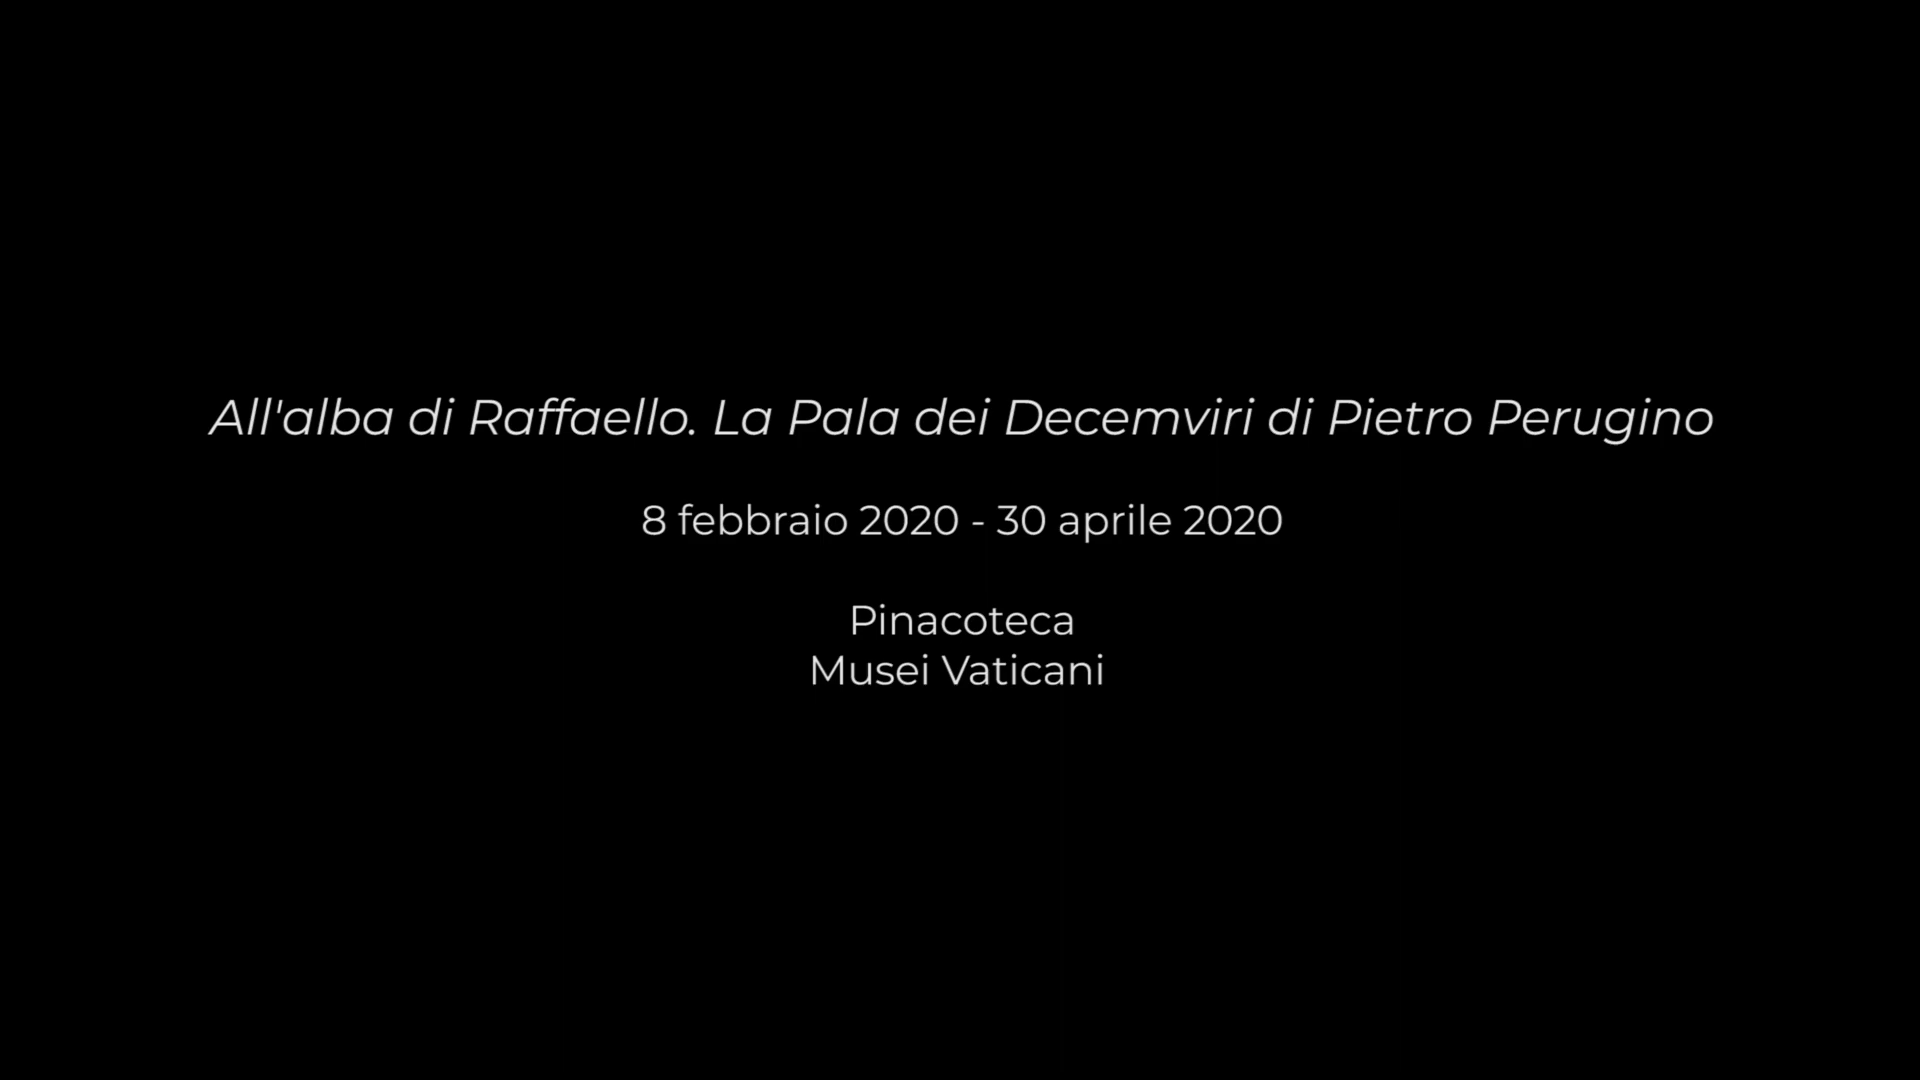 All'alba di Raffaello. La Pala dei Decemviri di Pietro Perugino
8 febbraio 2020 - 30 aprile 2020
Pinacoteca
Musei Vaticani